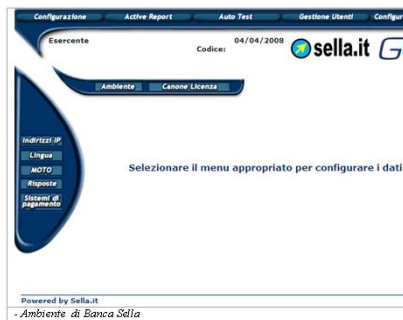 Configurazione Active Report Auto Test Gestione Utenti Configur
Esercente
04/04/2008
Codice:
sella.it G
Ambiente Canone Licenza
Indirizzi IP
Lingua
MOTO
Risposte
Sistemi di
pagamento
Selezionare il menu appropriato per configurare i dati
Powered by Sella.it
- Ambiente di Banca Sella